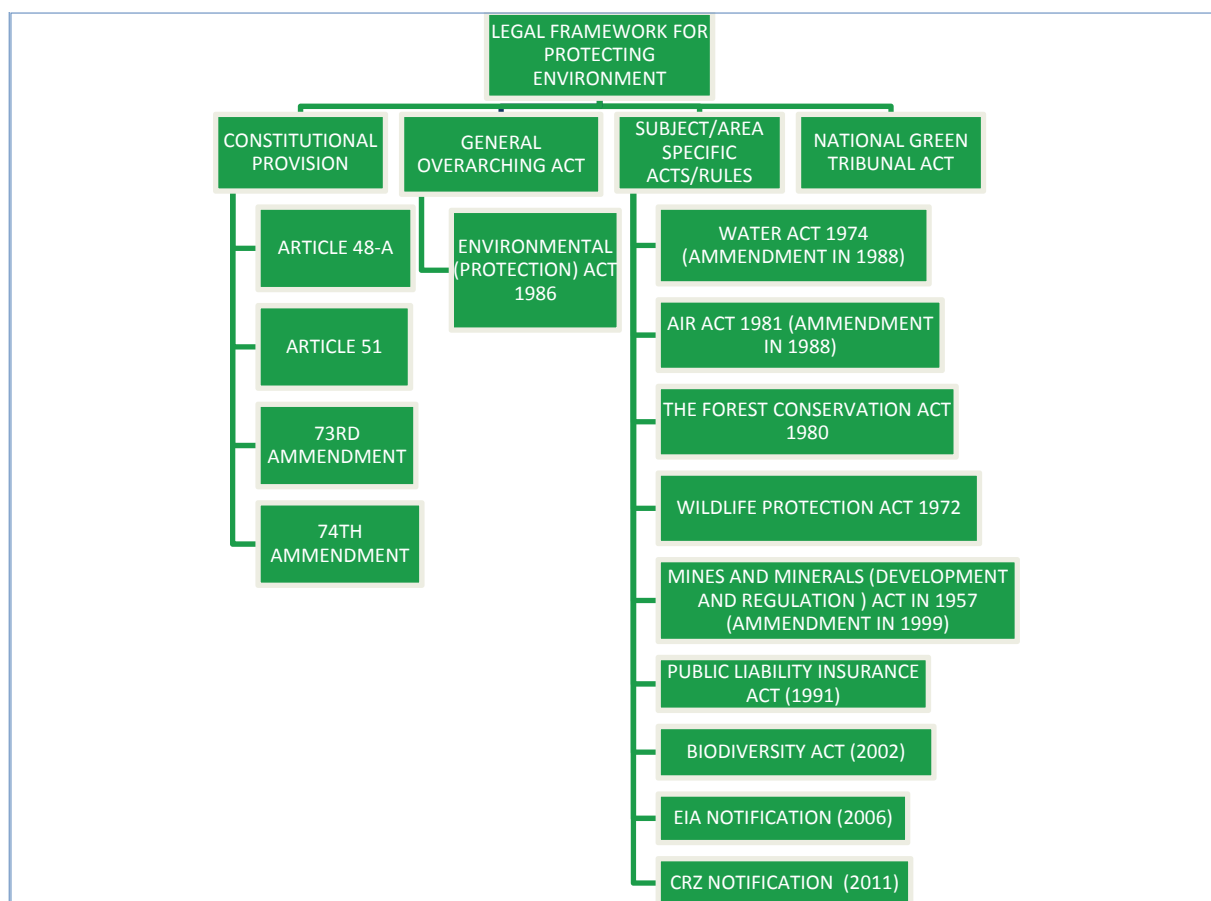 LEGAL FRAMEWORK FOR
PROTECTING
ENVIRONMENT
CONSTITUTIONAL
PROVISION
ARTICLE 48-A
ARTICLE 51
73RD
AMMENDMENT
74TH
AMMENDMENT
GENERAL
OVERARCHING ACT
ENVIRONMENTAL
(PROTECTION) ACT
1986
SUBJECT/AREA
SPECIFIC
ACTS/RULES
WATER ACT 1974
(AMMENDMENT IN 1988)
AIR ACT 1981 (AMMENDMENT
IN 1988)
THE FOREST CONSERVATION ACT
1980
WILDLIFE PROTECTION ACT 1972
MINES AND MINERALS (DEVELOPMENT
AND REGULATION ) ACT IN 1957
(AMMENDMENT IN 1999)
PUBLIC LIABILITY INSURANCE
ACT (1991)
BIODIVERSITY ACT (2002)
EIA NOTIFICATION (2006)
CRZ NOTIFICATION (2011)
NATIONAL GREEN
TRIBUNAL ACT